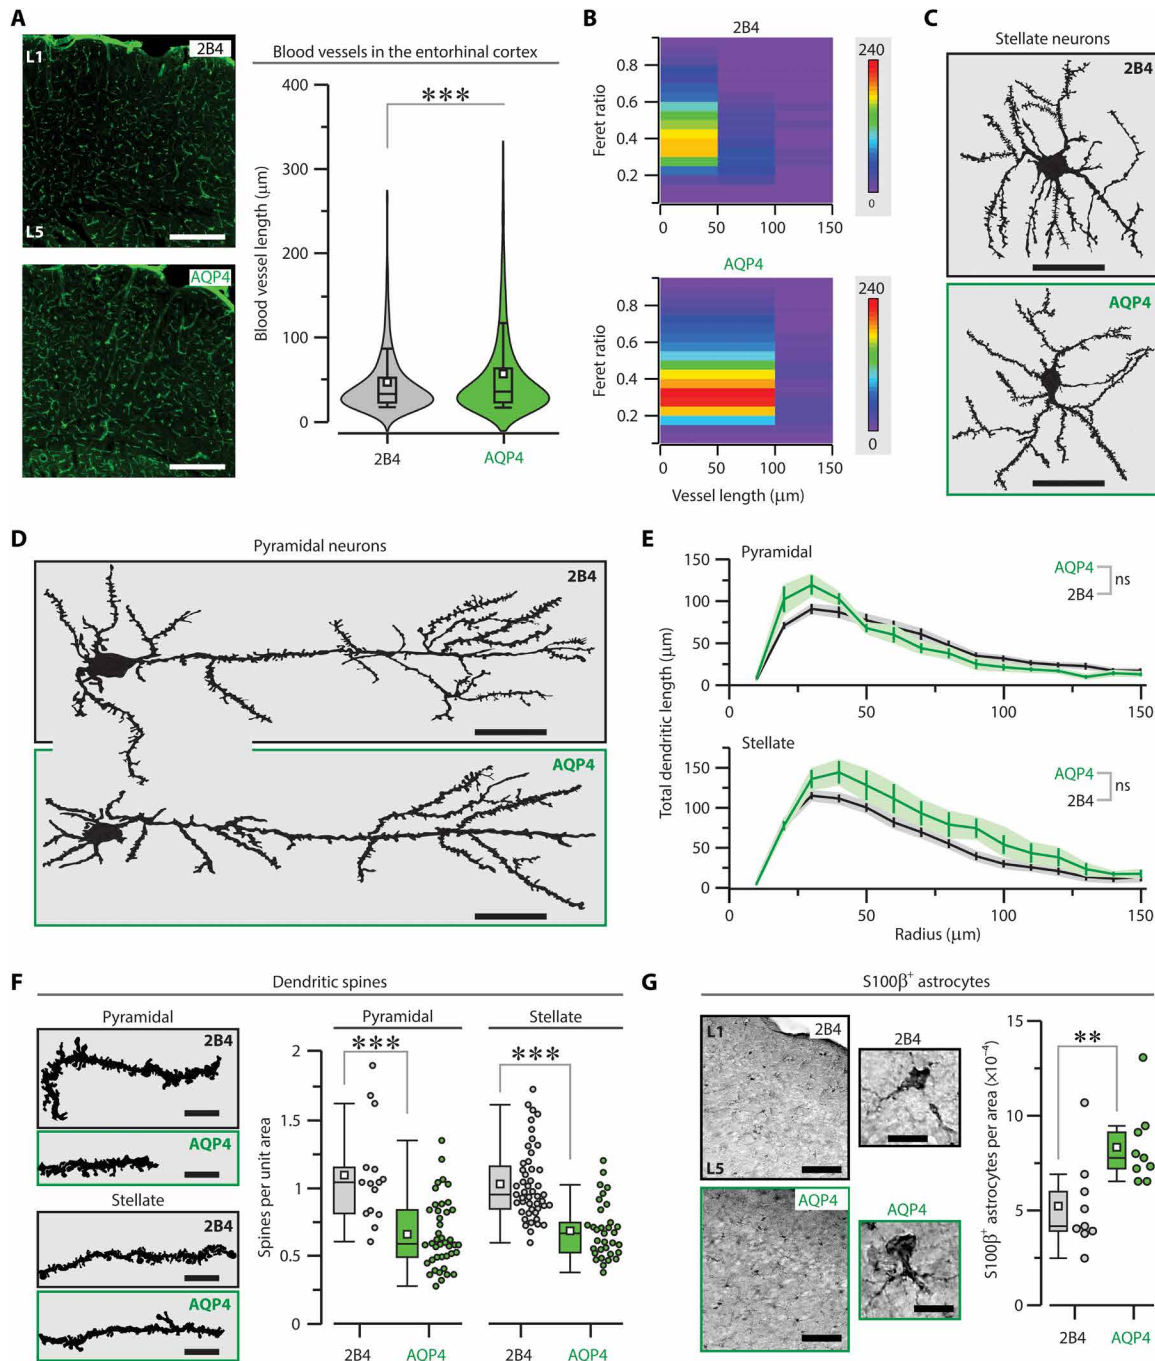 A
L1
2B4
L5
AQP4
Blood vessels in the entorhinal cortex
400
***
300
200
100
0
Blood vessel length (µm)
2B4
AQP4
B
2B4
240
0.8
0.6
0.4
0.2
Feret ratio
0
0
50
100
150
AQP4
240
0.8
0.6
0.4
0.2
Feret ratio
0
0
50
100
150
Vessel length (µm)
C
Stellate neurons
2B4
AQP4
D
Pyramidal neurons
2B4
AQP4
E
Pyramidal
150
100
50
0
AQP4
2B4
ns
0
50
100
150
Total dendritic length (µm)
Stellate
150
100
50
0
AQP4
2B4
ns
0
50
100
150
Radius (µm)
F
Dendritic spines
Pyramidal
2B4
AQP4
Stellate
2B4
AQP4
Pyramidal
Stellate
2
1.5
1
0.5
0
Spines per unit area
***
***
2B4
AQP4
2B4
AQP4
G
S100β+ astrocytes
L1
2B4
L5
AQP4
2B4
AQP4
15
10
5
0
S100β+ astrocytes per area (×10−4)
**
2B4
AQP4